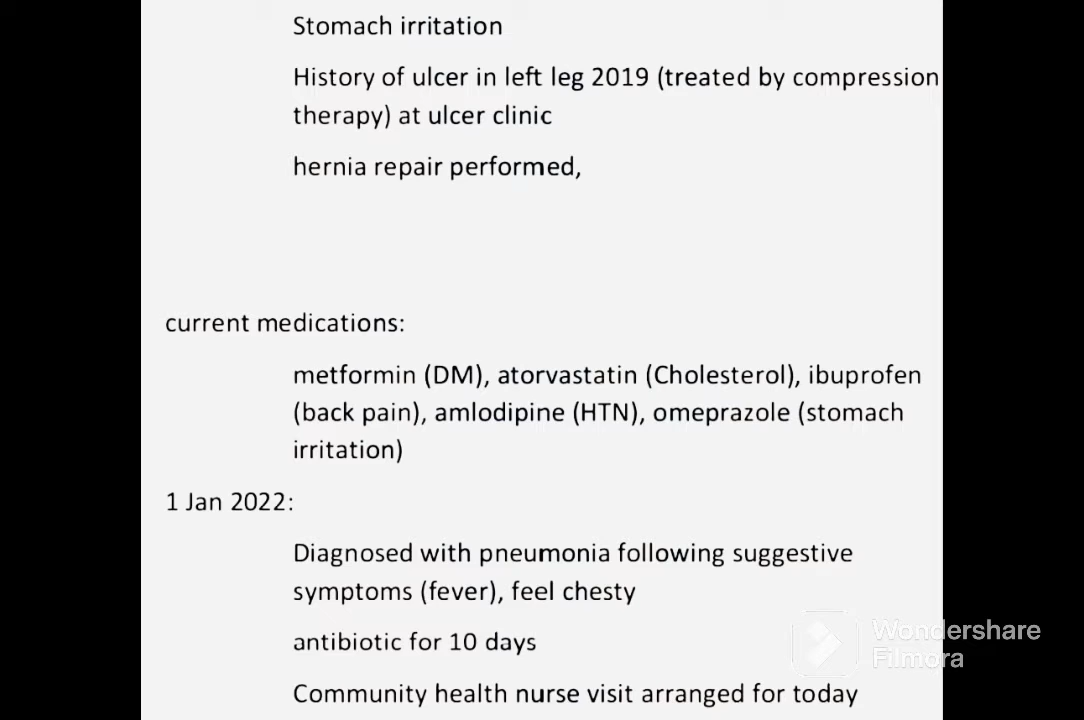 Stomach irritation
History of ulcer in left leg 2019 (treated by compression
therapy) at ulcer clinic
hernia repair performed,
current medications:
metformin (DM), atorvastatin (Cholesterol), ibuprofen
(back pain), amlodipine (HTN), omeprazole (stomach
irritation)
1 Jan 2022:
Diagnosed with pneumonia following suggestive
symptoms (fever), feel chesty
antibiotic for 10 days
Community health nurse visit arranged for today
Wondershare
Filmora